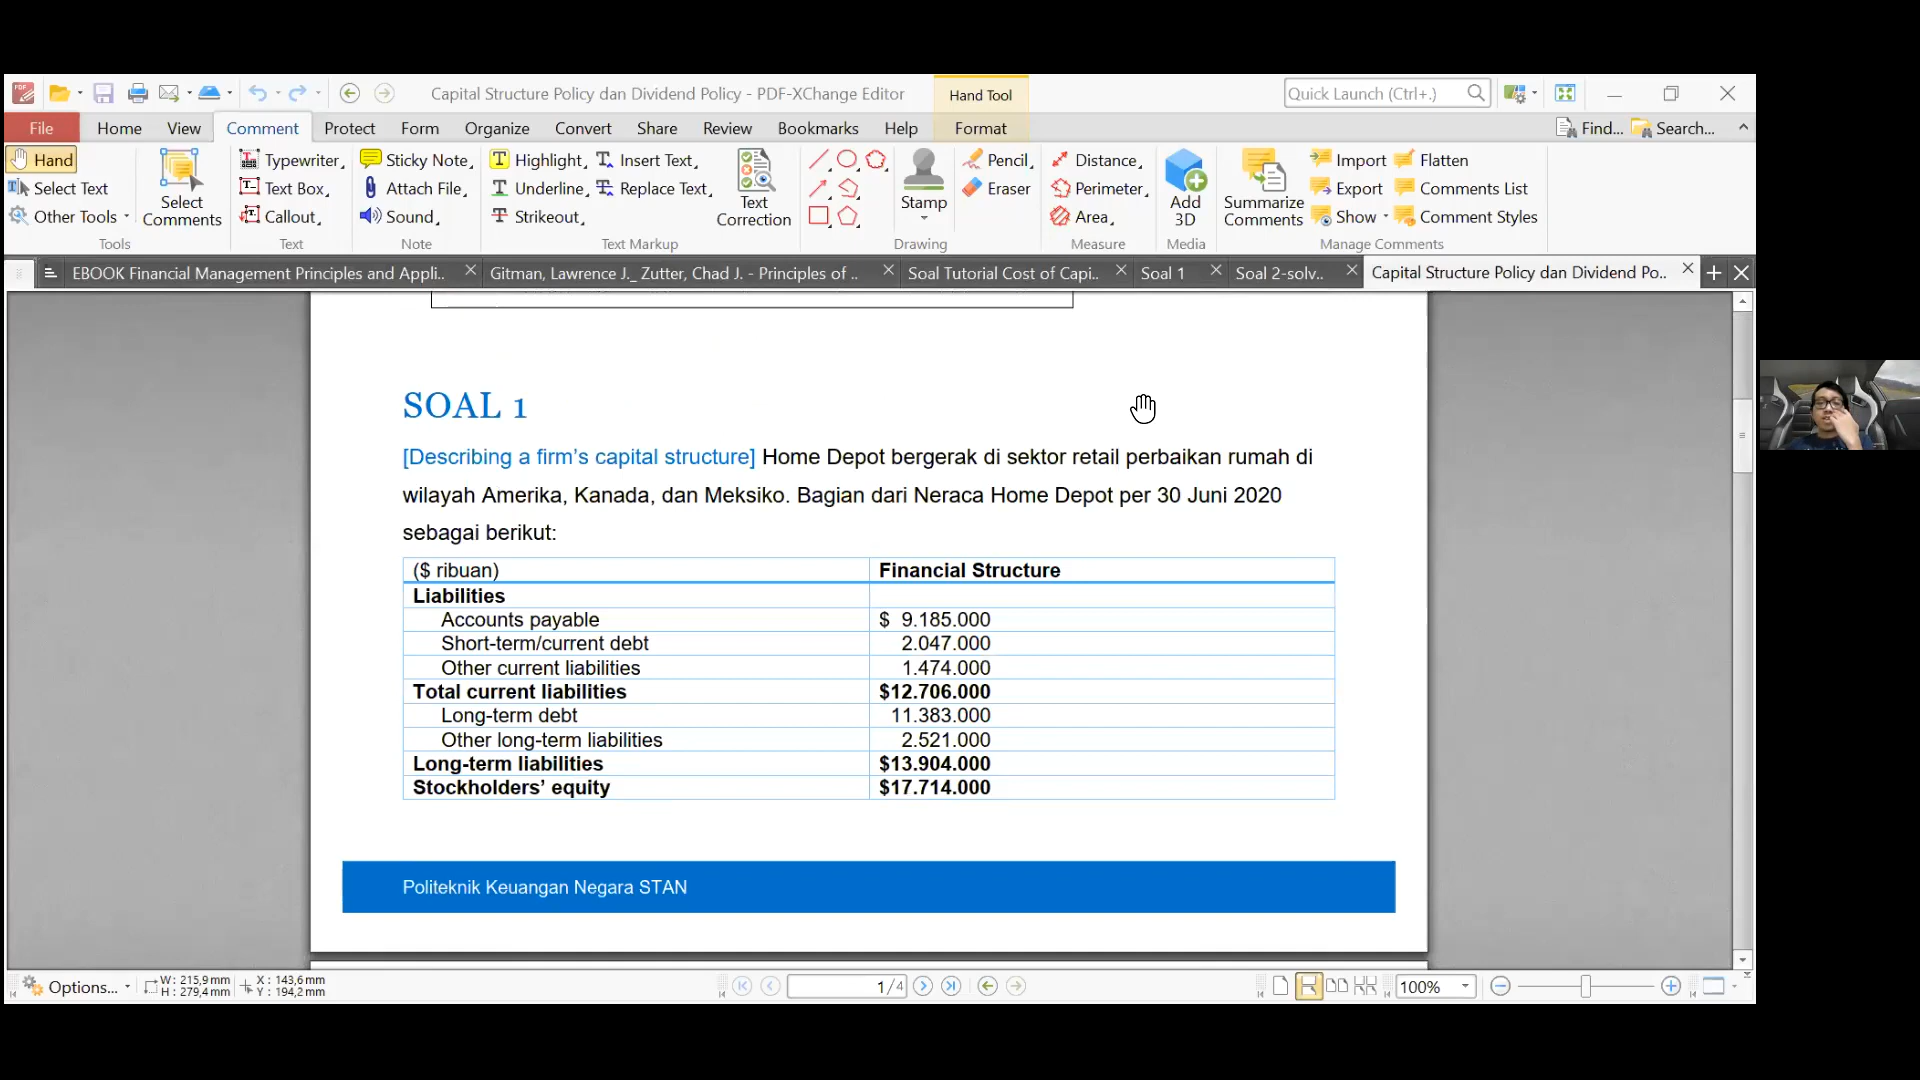 Capital Structure Policy dan Dividend Policy - PDF-XChange Editor
Hand Tool
Quick Launch (Ctrl+.)
File Home View Comment Protect Form Organize Convert Share Review Bookmarks Help Format Find... Search...
Hand
Select Text
Other Tools
Tools
Select Comments
Typewriter
Text Box
Callout
Text
Sticky Note
Attach File
Sound
Note
Highlight
Underline
Strikeout
Insert Text
Replace Text
Text Correction
Text Markup
Stamp
Pencil
Eraser
Drawing
Distance
Perimeter
Area
Measure
Add 3D
Media
Summarize Comments
Import
Export
Show
Flatten
Comments List
Comment Styles
Manage Comments
EBOOK Financial Management Principles and Appli.. Gitman, Lawrence J._ Zutter, Chad J. - Principles of .. Soal Tutorial Cost of Capi.. Soal 1 Soal 2-solv.. Capital Structure Policy dan Dividend Po..
SOAL 1
[Describing a firm's capital structure] Home Depot bergerak di sektor retail perbaikan rumah di
wilayah Amerika, Kanada, dan Meksiko. Bagian dari Neraca Home Depot per 30 Juni 2020
sebagai berikut:
($ ribuan) Financial Structure
Liabilities
Accounts payable $ 9.185.000
Short-term/current debt 2.047.000
Other current liabilities 1.474.000
Total current liabilities $12.706.000
Long-term debt 11.383.000
Other long-term liabilities 2.521.000
Long-term liabilities $13.904.000
Stockholders' equity $17.714.000
Politeknik Keuangan Negara STAN
Options...
W: 215,9 mm
H: 279,4 mm
X: 143,6 mm
Y: 194,2 mm
1 / 4
100%